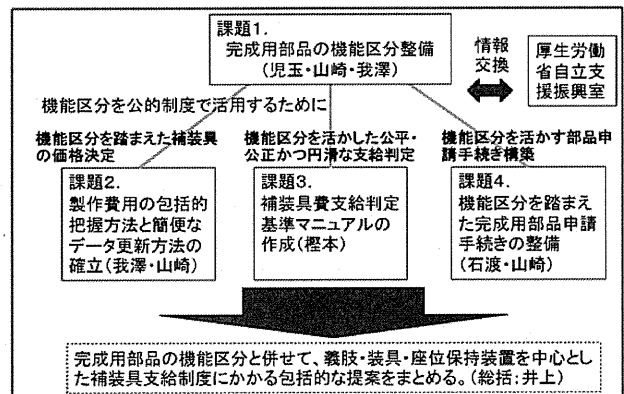 課題1.
完成用部品の機能区分整備
(児玉・山崎・我澤)
情報
交換
厚生労働
省自立支
援振興室
機能区分を公的制度で活用するために
機能区分を踏まえた補装具
の価格決定
機能区分を活かした公平・
公正かつ円滑な支給判定
機能区分を活かす部品申
請手続き構築
課題2.
製作費用の包括的
把握方法と簡便な
データ更新方法の
確立(我澤・山崎)
課題3.
補装具費支給判定
基準マニュアルの
作成(樫本)
課題4.
機能区分を踏まえ
た完成用部品申請
手続きの整備
(石渡・山崎)
完成用部品の機能区分と併せて、義肢・装具・座位保持装置を中心とし
た補装具支給制度にかかる包括的な提案をまとめる。(総括:井上)